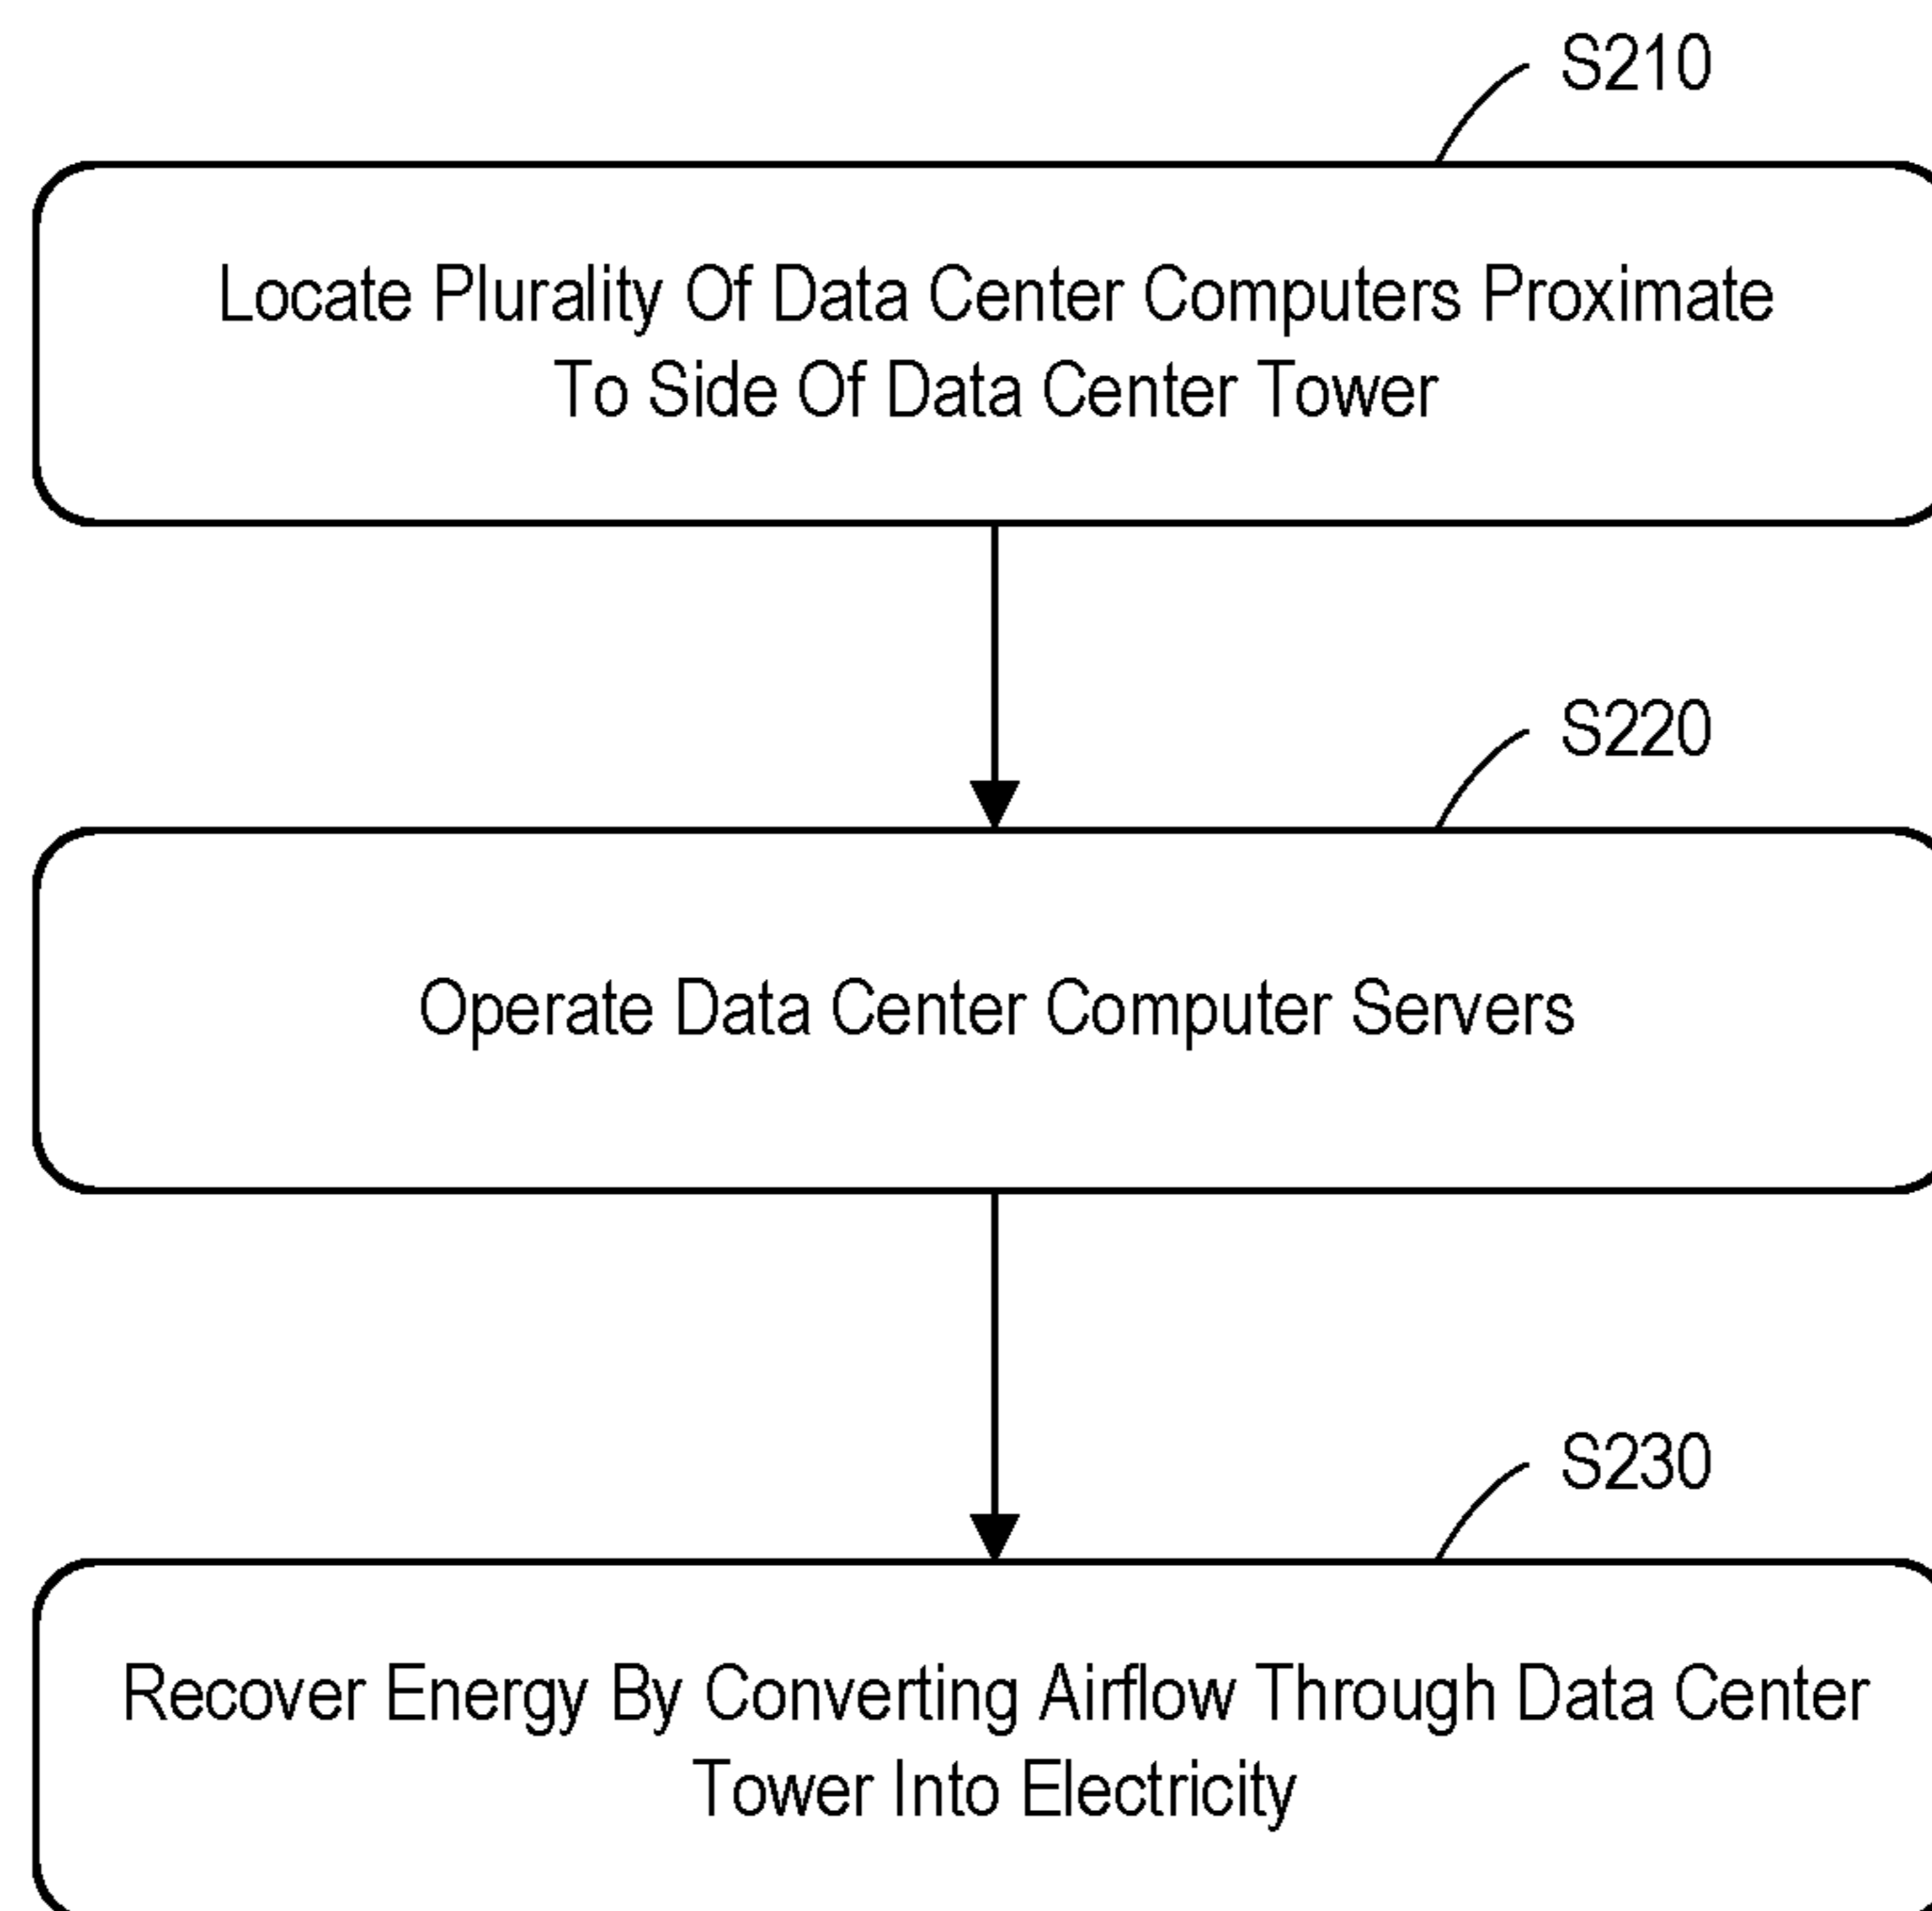 S210
Locate Plurality Of Data Center Computers Proximate
To Side Of Data Center Tower
S220
Operate Data Center Computer Servers
S230
Recover Energy By Converting Airflow Through Data Center
Tower Into Electricity